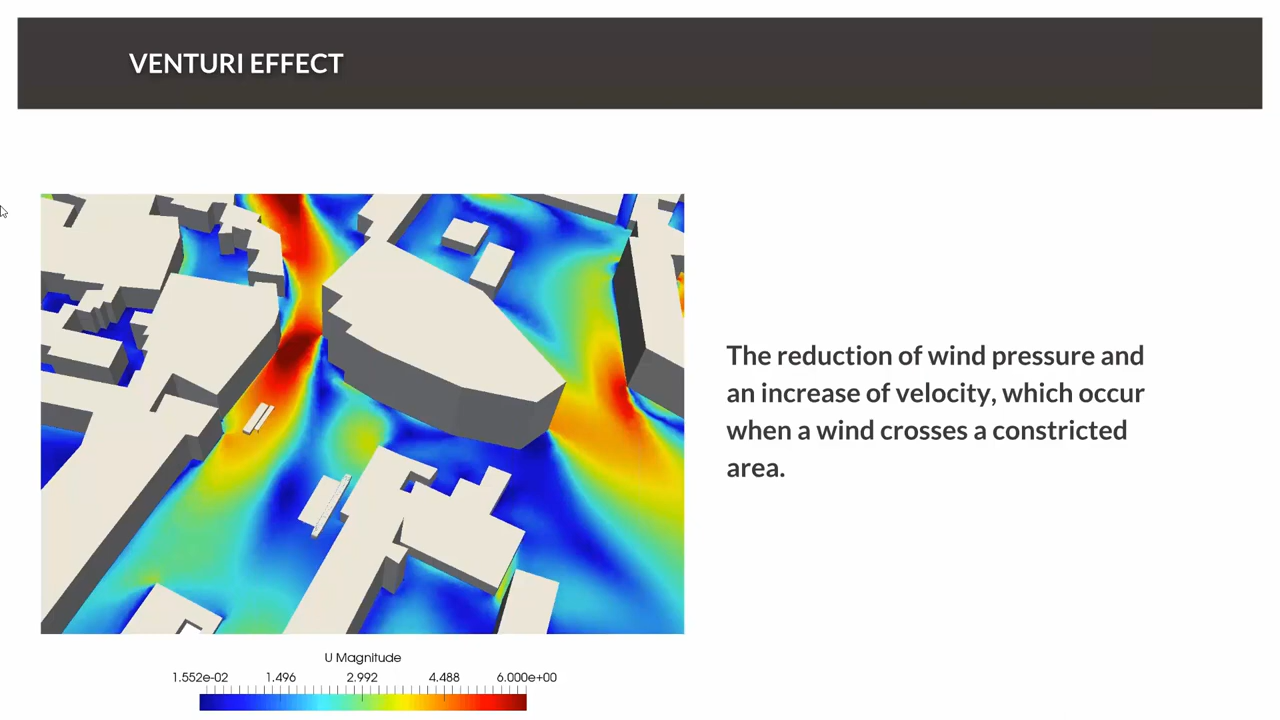 VENTURI EFFECT
The reduction of wind pressure and
an increase of velocity, which occur
when a wind crosses a constricted
area.
U Magnitude
1.552e-02 1.496 2.992 4.488 6.000e+00